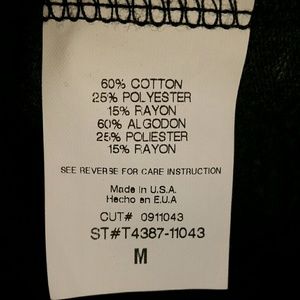 60% COTTON
25% POLYESTER
15% RAYON
60% ALGODON
25% POLIESTER
15% RAYON
SEE REVERSE FOR CARE INSTRUCTION
Made in U.S.A.
Hecho en E.U.A
CUT# 0911043
ST#T4387-11043
M